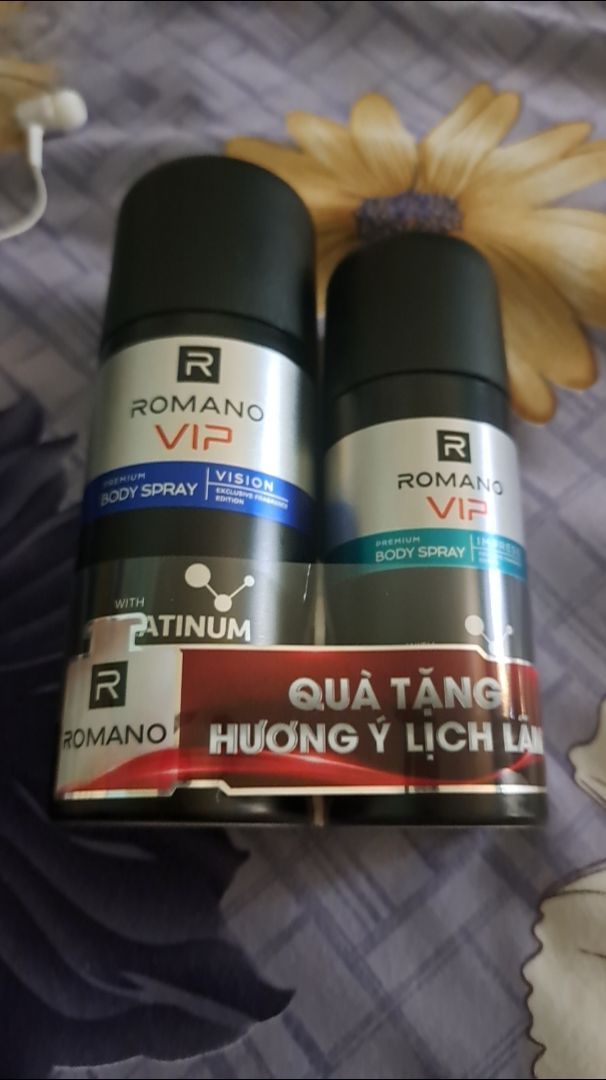 R
ROMANO
VIP
PREMIUM
BODY SPRAY
VISION
EXCLUSIVE FRAGRANCE
EDITION
WITH
R
ROMANO
VIP
PREMIUM
BODY SPRAY
R
ROMANO
QUÀ TẶNG
HƯƠNG Ý LỊCH LÃM